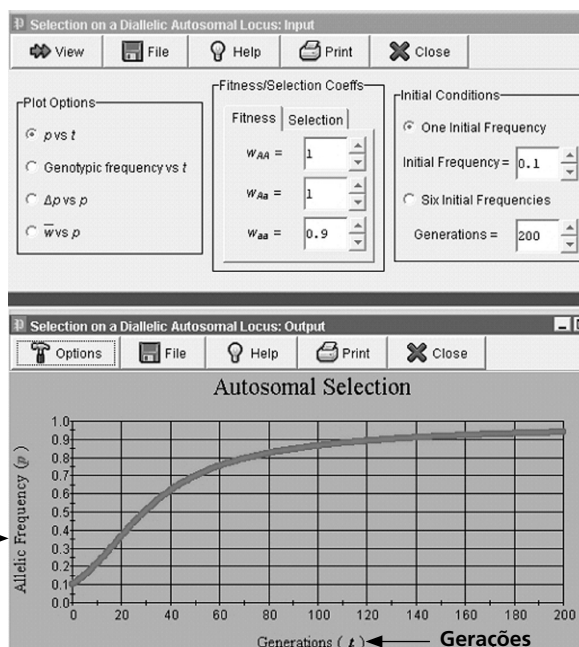 Selection on a Diallelic Autosomal Locus: Input
View File Help Print Close
Plot Options
p vs t
Genotypic frequency vs t
Δp vs p
w̅ vs p
Fitness/Selection Coeffs
Fitness Selection
wAA = 1
wAa = 1
waa = 0.9
Initial Conditions
One Initial Frequency
Initial Frequency = 0.1
Six Initial Frequencies
Generations = 200
Selection on a Diallelic Autosomal Locus: Output
Options File Help Print Close
Autosomal Selection
Allelic Frequency (p)
1.0
0.9
0.8
0.7
0.6
0.5
0.4
0.3
0.2
0.1
0.0
0 20 40 60 80 100 120 140 160 180 200
Generations ( t ) Gerações